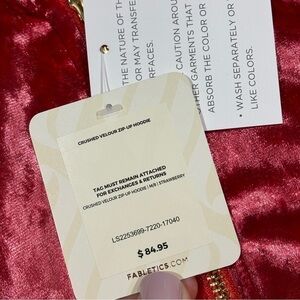 THE NATURE OF TH
OR MAY TRANSFE
RFACES.
CAUTION AROU
OTHER GARMENTS THAT
ABSORB THE COLOR OR
• WASH SEPARATELY OR
LIKE COLORS.
CRUSHED VELOUR ZIP-UP HOODIE
TAG MUST REMAIN ATTACHED
FOR EXCHANGES & RETURNS
CRUSHED VELOUR ZIP-UP HOODIE | M/8 | STRAWBERRY
LS2253699-7220-17040
$ 84.95
FABLETICS.COM